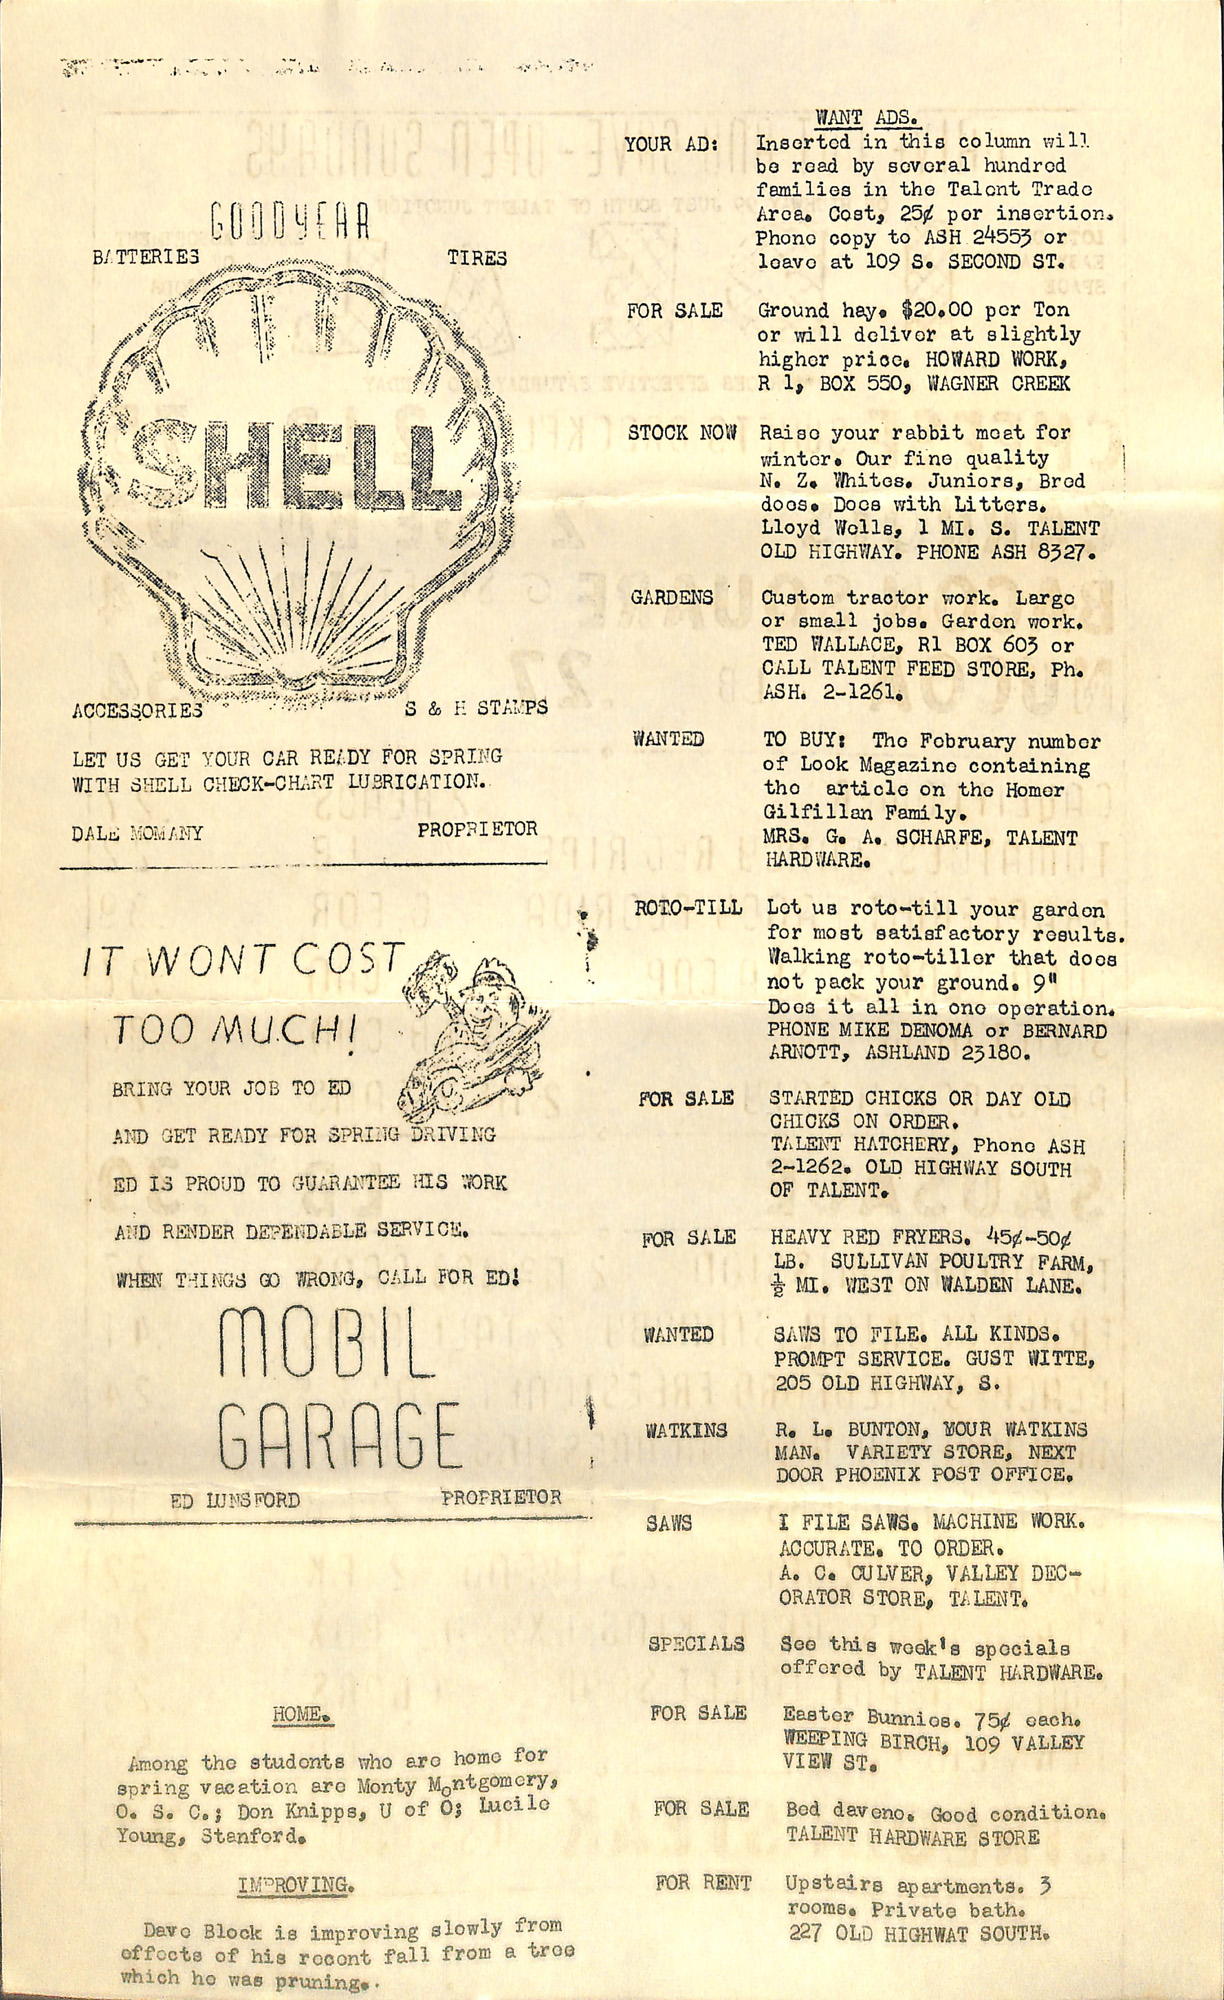 GOODYEAR
BATTERIES TIRES
SHELL
ACCESSORIES S & H STAMPS
LET US GET YOUR CAR READY FOR SPRING
WITH SHELL CHECK-CHART LUBRICATION.
DALE MOMANY PROPRIETOR
IT WONT COST
TOO MUCH!
BRING YOUR JOB TO ED
AND GET READY FOR SPRING DRIVING
ED IS PROUD TO GUARANTEE HIS WORK
AND RENDER DEPENDABLE SERVICE.
WHEN THINGS GO WRONG, CALL FOR ED!
MOBIL
GARAGE
ED LUNSFORD PROPRIETOR
HOME.
Among the students who are home for
spring vacation are Monty Montgomery,
O. S. C.; Don Knipps, U of O; Lucile
Young, Stanford.
IMPROVING.
Dave Block is improving slowly from
effects of his recent fall from a tree
which he was pruning..
WANT ADS.
YOUR AD: Inserted in this column will
be read by several hundred
families in the Talent Trade
Area. Cost, 25¢ per insertion.
Phone copy to ASH 24553 or
leave at 109 S. SECOND ST.
FOR SALE Ground hay. $20.00 per Ton
or will deliver at slightly
higher price. HOWARD WORK,
R 1, BOX 550, WAGNER CREEK
STOCK NOW Raise your rabbit meat for
winter. Our fine quality
N. Z. Whites. Juniors, Bred
does. Does with Litters.
Lloyd Wells, 1 MI. S. TALENT
OLD HIGHWAY. PHONE ASH 8327.
GARDENS Custom tractor work. Large
or small jobs. Garden work.
TED WALLACE, R1 BOX 603 or
CALL TALENT FEED STORE, Ph.
ASH. 2-1261.
WANTED TO BUY: The February number
of Look Magazine containing
the article on the Homer
Gilfillan Family.
MRS. G. A. SCHARFE, TALENT
HARDWARE.
ROTO-TILL Let us roto-till your garden
for most satisfactory results.
Walking roto-tiller that does
not pack your ground. 9"
Does it all in one operation.
PHONE MIKE DENOMA or BERNARD
ARNOTT, ASHLAND 23180.
FOR SALE STARTED CHICKS OR DAY OLD
CHICKS ON ORDER.
TALENT HATCHERY, Phone ASH
2-1262. OLD HIGHWAY SOUTH
OF TALENT.
FOR SALE HEAVY RED FRYERS. 45¢-50¢
LB. SULLIVAN POULTRY FARM,
½ MI. WEST ON WALDEN LANE.
WANTED SAWS TO FILE. ALL KINDS.
PROMPT SERVICE. GUST WITTE,
205 OLD HIGHWAY, S.
WATKINS R. L. BUNTON, YOUR WATKINS
MAN. VARIETY STORE, NEXT
DOOR PHOENIX POST OFFICE.
SAWS I FILE SAWS. MACHINE WORK.
ACCURATE. TO ORDER.
A. C. CULVER, VALLEY DEC-
ORATOR STORE, TALENT.
SPECIALS See this week's specials
offered by TALENT HARDWARE.
FOR SALE Easter Bunnies. 75¢ each.
WEEPING BIRCH, 109 VALLEY
VIEW ST.
FOR SALE Bed daveno. Good condition.
TALENT HARDWARE STORE
FOR RENT Upstairs apartments. 3
rooms. Private bath.
227 OLD HIGHWAT SOUTH.